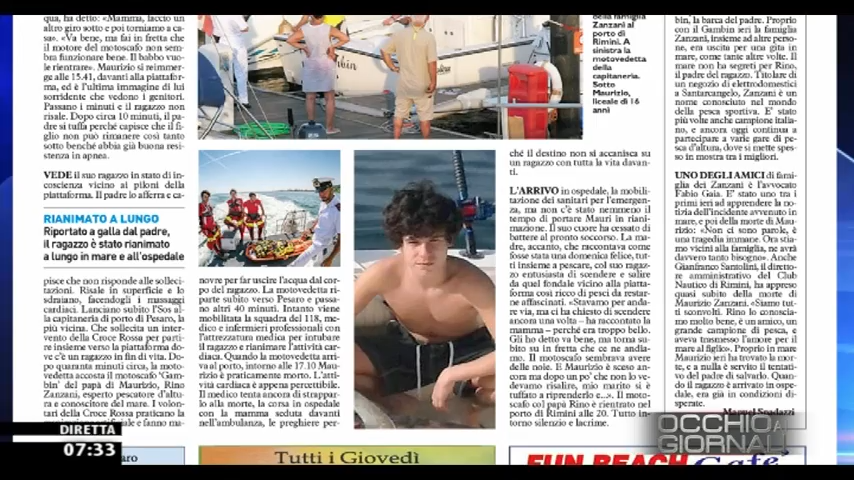 padre. «Mamma, faccio un
altro giro sotto e poi torniamo a ca-
sa». «Va bene, ma fai in fretta che
il motore del motoscafo non sem-
bra funzionare bene. Il babbo vuo-
le rientrare». Maurizio si reimmer-
ge alle 15.41, davanti alla piattafor-
ma, ed è l'ultima immagine di lui
sorridente che vedono i genitori.
Passano i minuti e il ragazzo non
risale. Dopo circa 10 minuti, il pa-
dre si tuffa perché capisce che il fi-
glio non può rimanere così tanto
sotto benché abbia già buona resi-
stenza in apnea.
VEDE il suo ragazzo in stato di in-
coscienza vicino ai piloni della
piattaforma. Il padre lo afferra e ca-
RIANIMATO A LUNGO
Riportato a galla dal padre,
il ragazzo è stato rianimato
a lungo in mare e all'ospedale
pisce che non risponde alle solleci-
tazioni. Risale in superficie e lo
sdraiano, facendogli i massaggi
cardiaci. Lanciano subito l'Sos al-
la capitaneria di porto di Pesaro, la
più vicina. Che sollecita un inter-
vento della Croce Rossa per parti-
re insieme verso la piattaforma do-
ve c'è un ragazzo in fin di vita. Do-
po quaranta minuti circa, la moto-
vedetta accosta il motoscafo 'Gam-
bin' del papà di Maurizio, Rino
Zanzani, esperto pescatore d'altu-
ra e conoscitore del mare. I volon-
tari della Croce Rossa praticano la
novre per far uscire l'acqua dal cor-
po del ragazzo. La motovedetta ri-
parte subito verso Pesaro e passa-
no altri 40 minuti. Intanto viene
mobilitata la squadra del 118, me-
dico e infermieri professionali con
l'attrezzatura medica per intubare
il ragazzo e rianimare l'attività car-
diaca. Quando la motovedetta arri-
va al porto, intorno alle 17.10 Mau-
rizio è praticamente morto. L'atti-
vità cardiaca è appena percettibile.
Il medico tenta ancora di strappar-
lo alla morte, la corsa in ospedale
con la mamma seduta davanti
nell'ambulanza, le preghiere per-
della famiglia
Zanzani al
porto di
Rimini. A
sinistra la
motovedetta
della
capitaneria.
Sotto
Maurizio,
liceale di 16
anni
ché il destino non si accanisca su
un ragazzo con tutta la vita davan-
ti.
L'ARRIVO in ospedale, la mobili-
tazione dei sanitari per l'emergen-
za, ma non c'è stato nemmeno il
tempo di portare Mauri in riani-
mazione. Il suo cuore ha cessato di
battere al pronto soccorso. La ma-
dre, accanto, che raccontava come
fosse stata una domenica felice, tut-
ti insieme a pescare, col suo ragaz-
zo entusiasta di scendere e salire
da quel fondale vicino alla piatta-
forma così ricco di pesci da restar-
ne affascinati. «Stavamo per anda-
re via, ma ci ha chiesto di scendere
ancora una volta – ha raccontato la
mamma – perché era troppo bello.
Gli ho detto va bene, ma torna su-
bito su in fretta che ce ne andia-
mo. Il motoscafo sembrava avere
delle noie. E Maurizio è sceso an-
cora ma dopo un po' che non lo ve-
devamo risalire, mio marito si è
tuffato a riprenderlo e...». Il moto-
scafo col papà Rino è rientrato nel
porto di Rimini alle 20. Tutto in-
torno silenzio e lacrime.
bin, la barca del padre. Proprio
con il Gambin ieri la famiglia
Zanzani, insieme ad altre perso-
ne, era uscita per una gita in
mare, come tante altre volte. Il
mare non ha segreti per Rino,
il padre del ragazzo. Titolare di
un negozio di elettrodomestici
a Santarcangelo, Zanzani è un
nome conosciuto nel mondo
della pesca sportiva. E' stato
più volte anche campione italia-
no, e ancora oggi continua a
partecipare a varie gare di pe-
sca d'altura, dove si mette spes-
so in mostra tra i migliori.
UNO DEGLI AMICI di fami-
glia dei Zanzani è l'avvocato
Fabio Gaia. E' stato uno tra i
primi ieri ad apprendere la no-
tizia dell'incidente avvenuto in
mare, e poi della morte di Mau-
rizio: «Non ci sono parole, è
una tragedia immane. Ora stia-
mo vicini alla famiglia, ne avrà
davvero tanto bisogno». Anche
Gianfranco Santolini, il diretto-
re amministrativo del Club
Nautico di Rimini, ha appreso
quasi subito della morte di
Maurizio Zanzani. «Siamo tut-
ti sconvolti. Rino lo conoscia-
mo molto bene, è un amico, un
grande campione di pesca, e
aveva trasmesso l'amore per il
mare al figlio». Proprio in mare
Maurizio ieri ha trovato la mor-
te, e a nulla è servito il tentati-
vo del padre di salvarlo. Quan-
do il ragazzo è arrivato in ospe-
dale, era già in condizioni di-
sperate.
Manuel Spadazzi
DIRETTA
07:33
OCCHIO AI
GIORNALI
Tutti i Giovedì
FUN BEACH Cafè